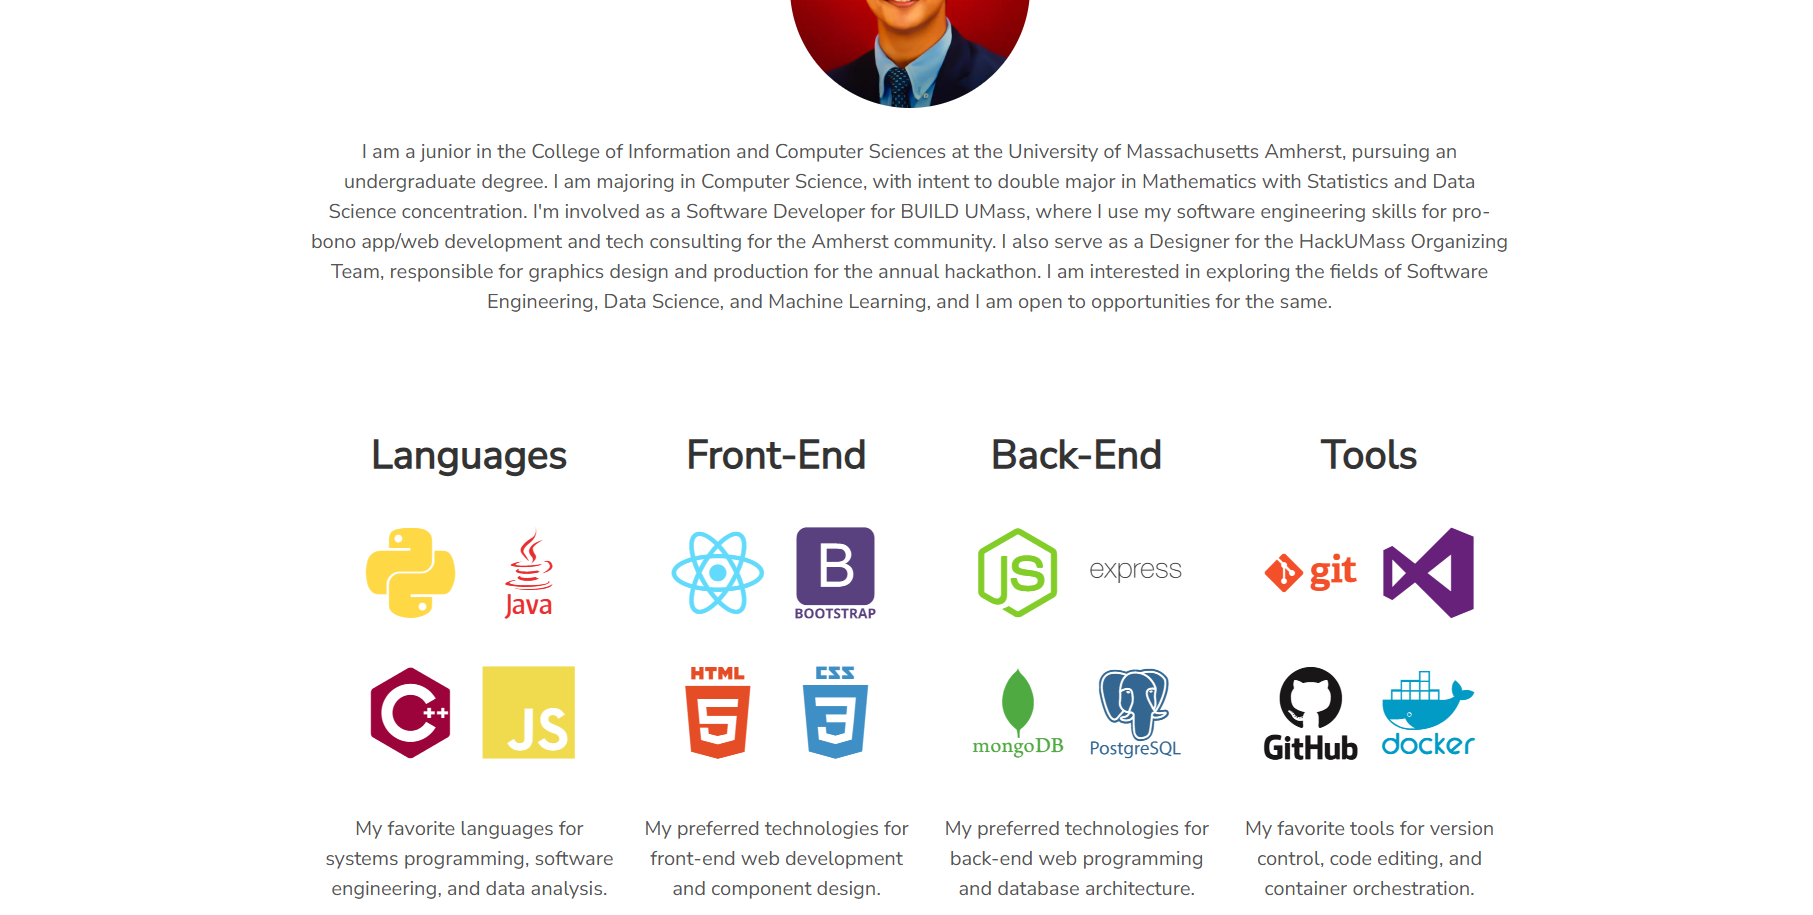 I am a junior in the College of Information and Computer Sciences at the University of Massachusetts Amherst, pursuing an
undergraduate degree. I am majoring in Computer Science, with intent to double major in Mathematics with Statistics and Data
Science concentration. I'm involved as a Software Developer for BUILD UMass, where I use my software engineering skills for pro-
bono app/web development and tech consulting for the Amherst community. I also serve as a Designer for the HackUMass Organizing
Team, responsible for graphics design and production for the annual hackathon. I am interested in exploring the fields of Software
Engineering, Data Science, and Machine Learning, and I am open to opportunities for the same.
Languages
Java
C++
JS
My favorite languages for
systems programming, software
engineering, and data analysis.
Front-End
B
BOOTSTRAP
HTML
5
CSS
3
My preferred technologies for
front-end web development
and component design.
Back-End
JS
express
mongoDB
PostgreSQL
My preferred technologies for
back-end web programming
and database architecture.
Tools
git
GitHub
docker
My favorite tools for version
control, code editing, and
container orchestration.